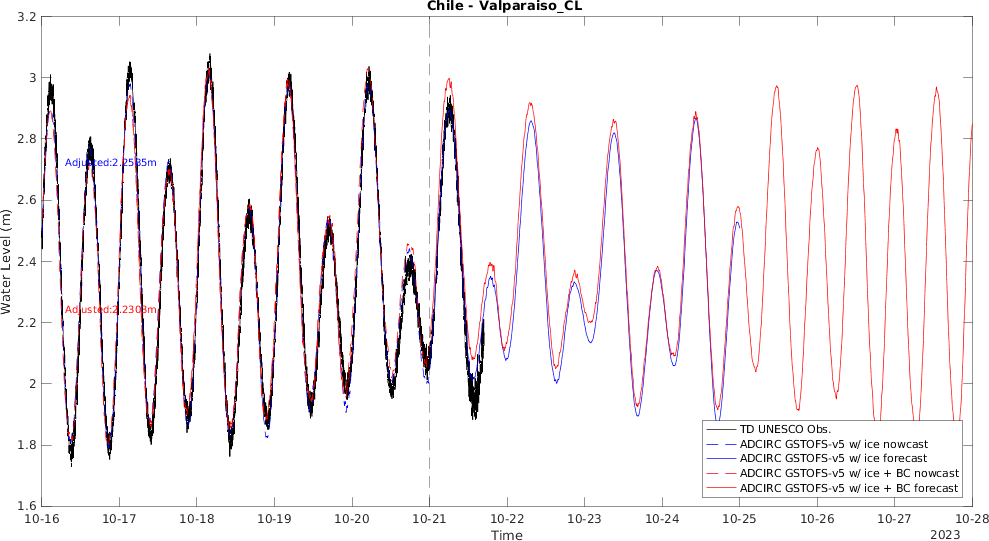 Chile - Valparaiso_CL
3.2
3
2.8
2.6
2.4
2.2
2
1.8
1.6
Water Level (m)
Adjusted:2.2585m
Adjusted:2.2303m
TD UNESCO Obs.
ADCIRC GSTOFS-v5 w/ ice nowcast
ADCIRC GSTOFS-v5 w/ ice forecast
ADCIRC GSTOFS-v5 w/ ice + BC nowcast
ADCIRC GSTOFS-v5 w/ ice + BC forecast
10-16 10-17 10-18 10-19 10-20 10-21 10-22 10-23 10-24 10-25 10-26 10-27 10-28
Time
2023